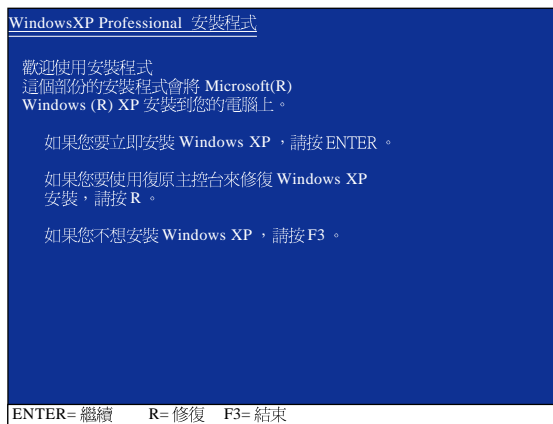 WindowsXP Professional 安裝程式
歡迎使用安裝程式
這個部份的安裝程式會將 Microsoft(R)
Windows (R) XP 安裝到您的電腦上。
如果您要立即安裝 Windows XP ，請按 ENTER 。
如果您要使用復原主控台來修復 Windows XP
安裝，請按 R 。
如果您不想安裝 Windows XP ，請按 F3 。
ENTER= 繼續 R= 修復 F3= 結束